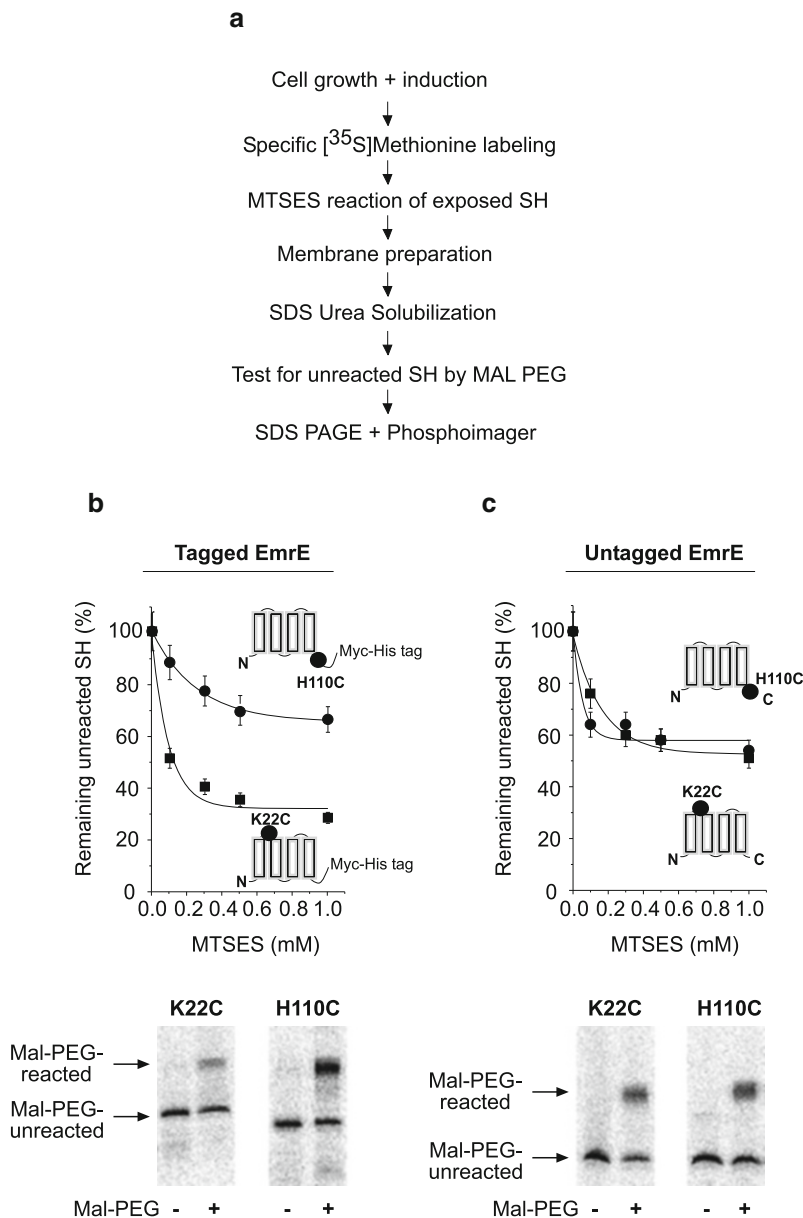 a
Cell growth + induction
Specific [35S]Methionine labeling
MTSES reaction of exposed SH
Membrane preparation
SDS Urea Solubilization
Test for unreacted SH by MAL PEG
SDS PAGE + Phosphoimager
b
Tagged EmrE
Remaining unreacted SH (%)
100
80
60
40
20
0
0.0 0.2 0.4 0.6 0.8 1.0
MTSES (mM)
N
Myc-His tag
H110C
K22C
N
Myc-His tag
K22C H110C
Mal-PEG-
reacted
Mal-PEG-
unreacted
Mal-PEG - + - +
c
Untagged EmrE
Remaining unreacted SH (%)
100
80
60
40
20
0
0.0 0.2 0.4 0.6 0.8 1.0
MTSES (mM)
H110C
N
C
K22C
N
C
K22C H110C
Mal-PEG-
reacted
Mal-PEG-
unreacted
Mal-PEG - + - +